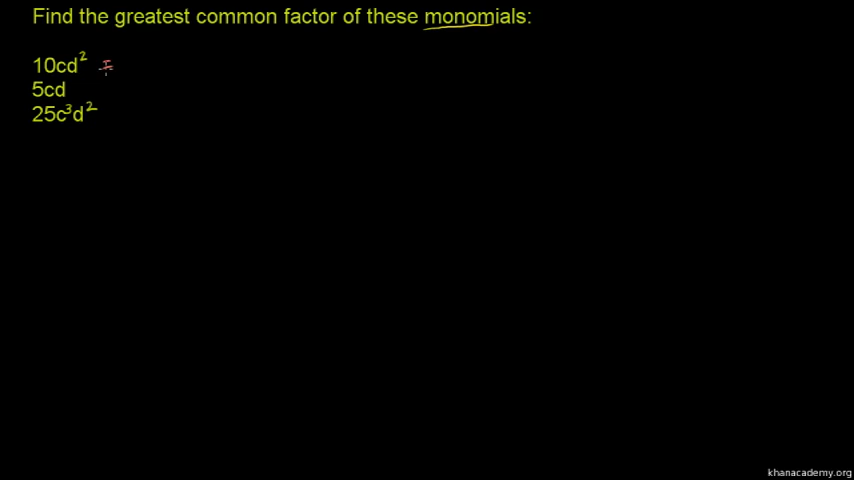 Find the greatest common factor of these monomials:
10cd² =
5cd
25c³d²
khanacademy.org